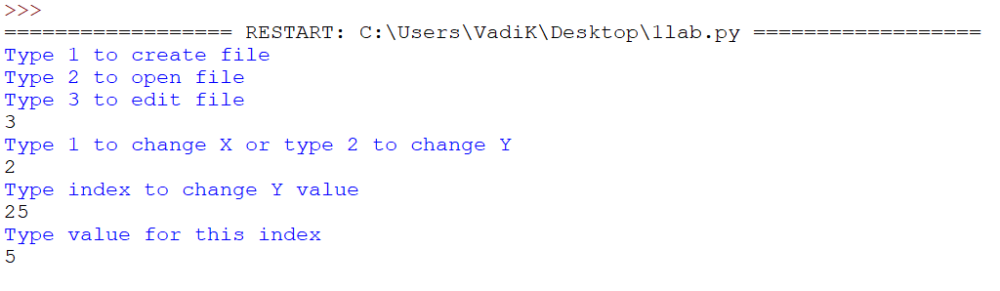 >>>
================== RESTART: C:\Users\VadiK\Desktop\1lab.py ==================
Type 1 to create file
Type 2 to open file
Type 3 to edit file
3
Type 1 to change X or type 2 to change Y
2
Type index to change Y value
25
Type value for this index
5